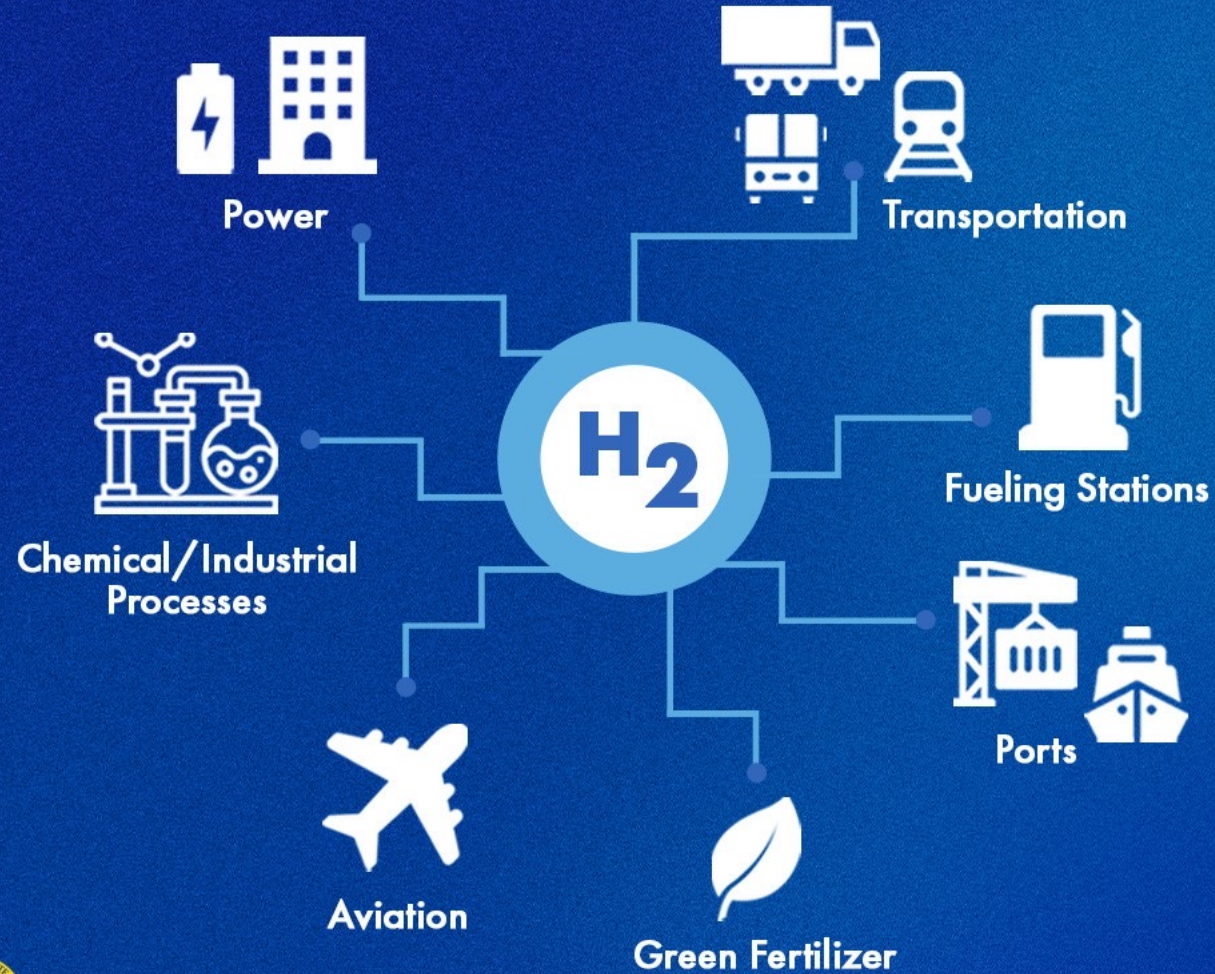 Power
Transportation
H2
Fueling Stations
Chemical/Industrial
Processes
Ports
Aviation
Green Fertilizer